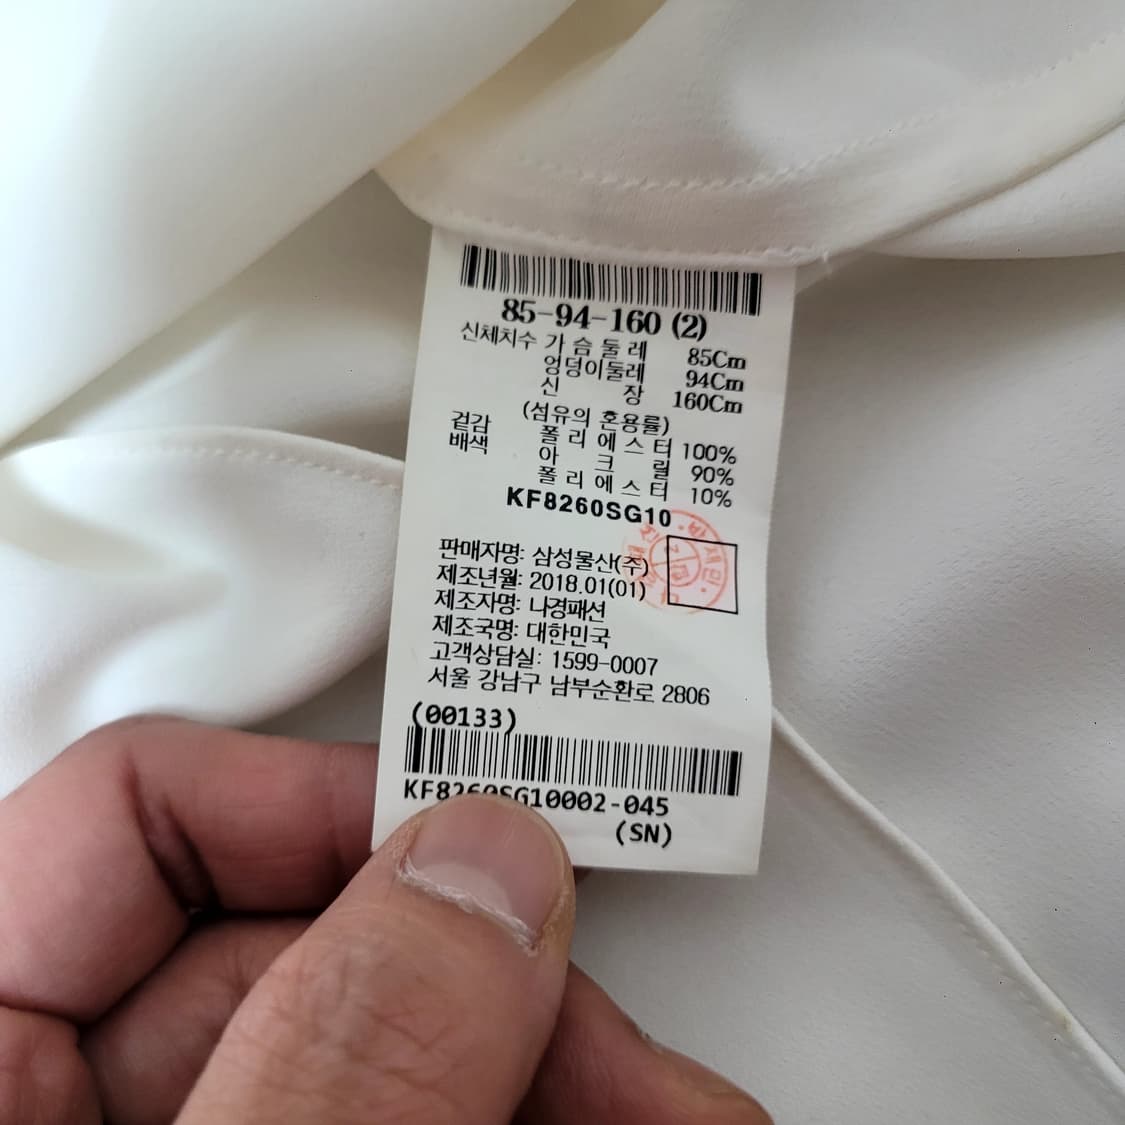 85-94-160 (2)
신체치수 가슴둘레 85Cm
엉덩이둘레 94Cm
신 장 160Cm
(섬유의 혼용률)
겉감 폴리에스터 100%
배색 아크릴 90%
폴리에스터 10%
KF8260SG10
판매자명: 삼성물산(주)
제조년월: 2018.01(01)
제조자명: 나경패션
제조국명: 대한민국
고객상담실: 1599-0007
서울 강남구 남부순환로 2806
(00133)
KF8260SG10002-045
(SN)